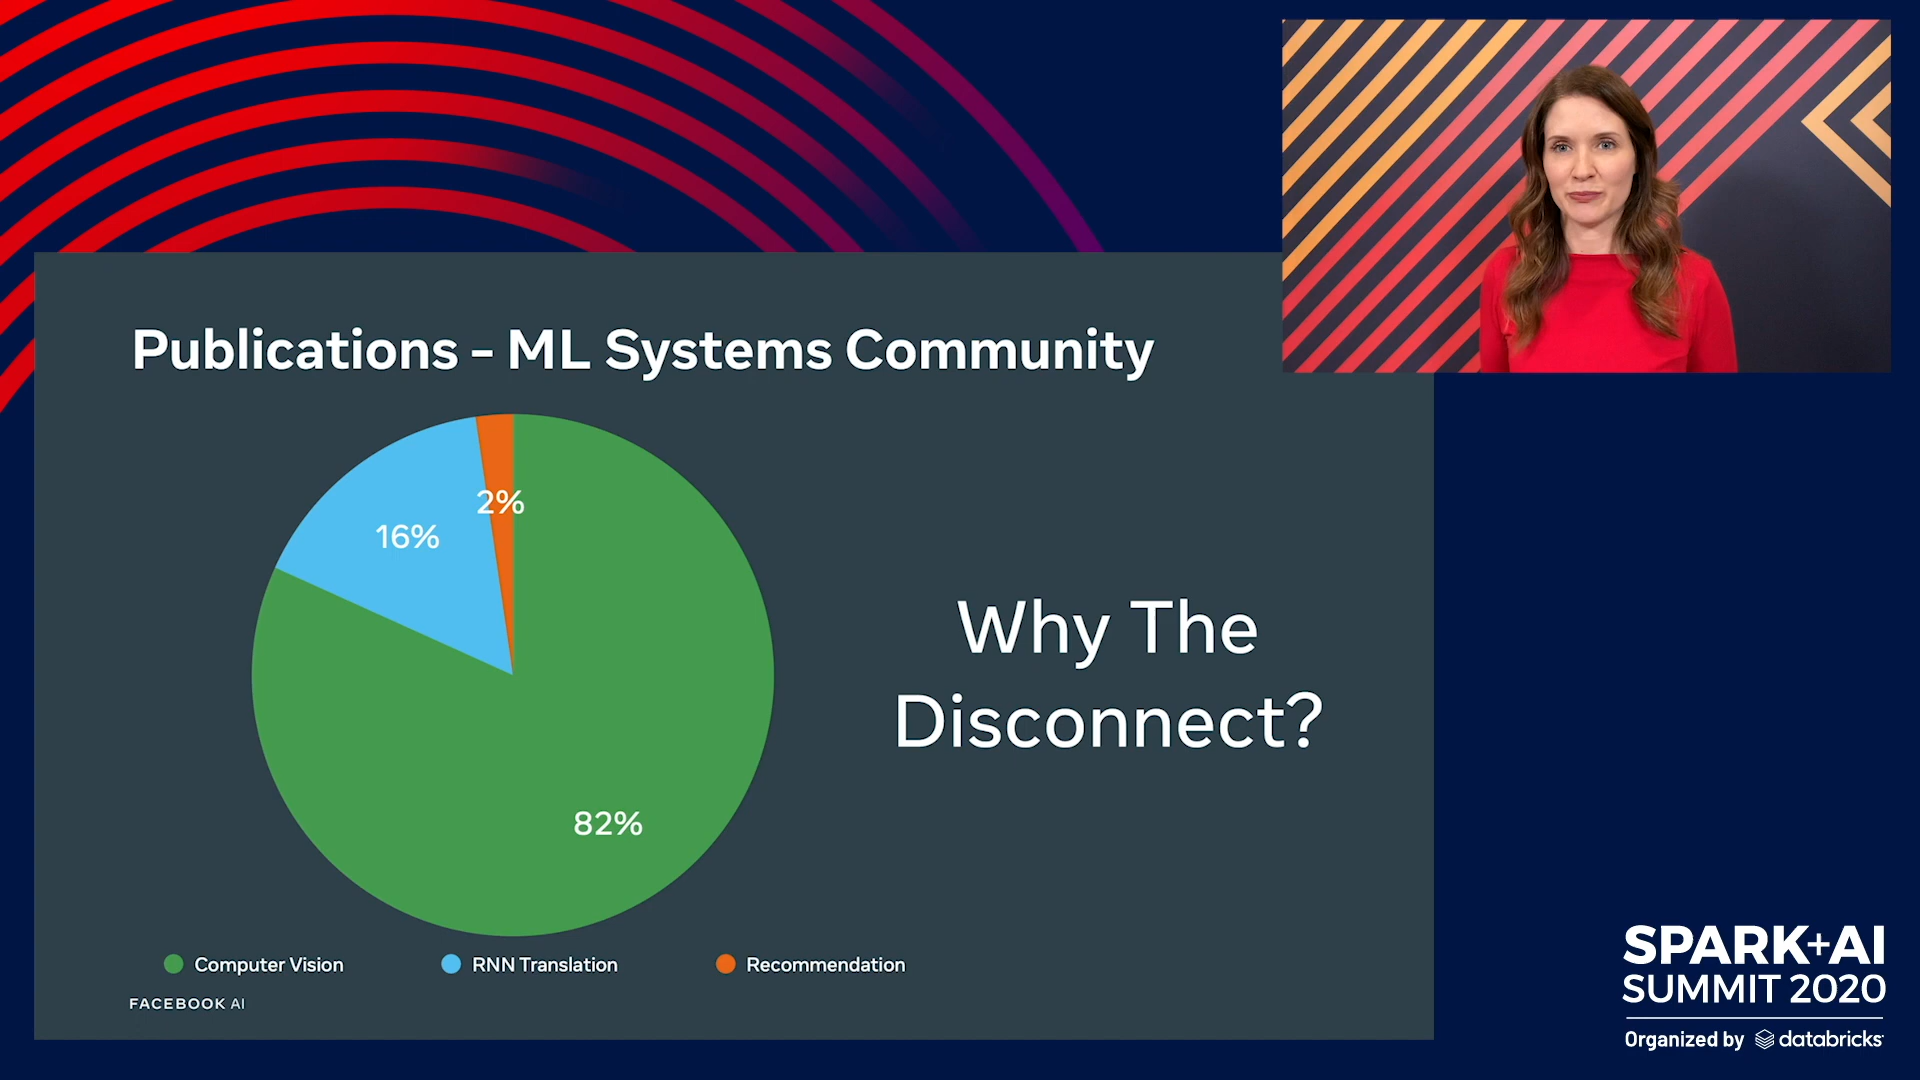 Publications - ML Systems Community
2%
16%
82%
Why The
Disconnect?
Computer Vision
RNN Translation
Recommendation
FACEBOOK AI
SPARK+AI
SUMMIT 2020
Organized by databricks